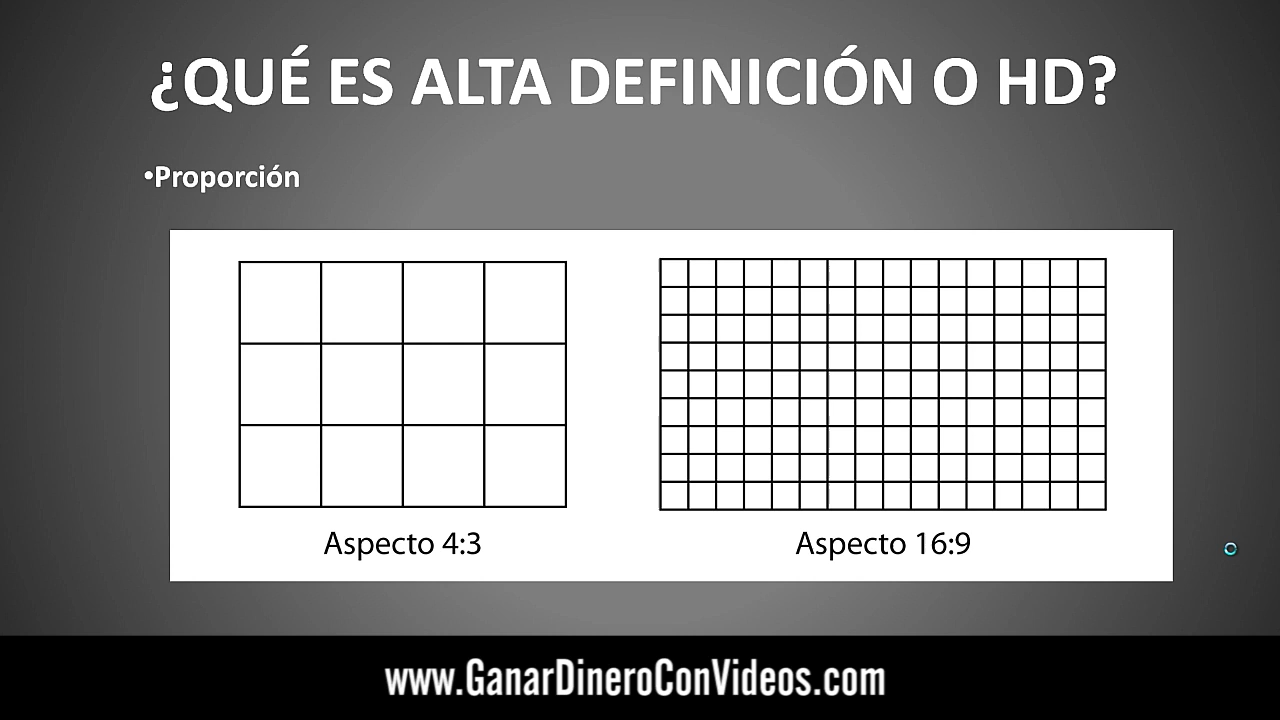 ¿QUÉ ES ALTA DEFINICIÓN O HD?
•Proporción
Aspecto 4:3
Aspecto 16:9
www.GanarDineroConVideos.com